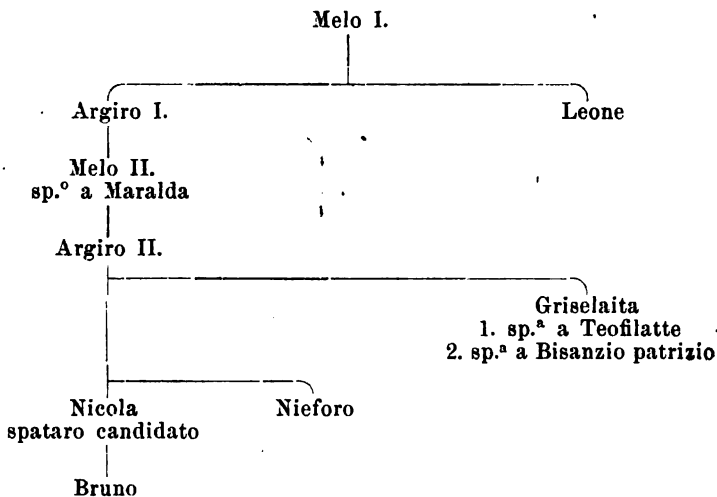 Melo I.
Argiro I.
Leone
Melo II.
sp.º a Maralda
Argiro II.
Griselaita
1. sp.ª a Teofilatte
2. sp.ª a Bisanzio patrizio
Nicola
spataro candidato
Nieforo
Bruno